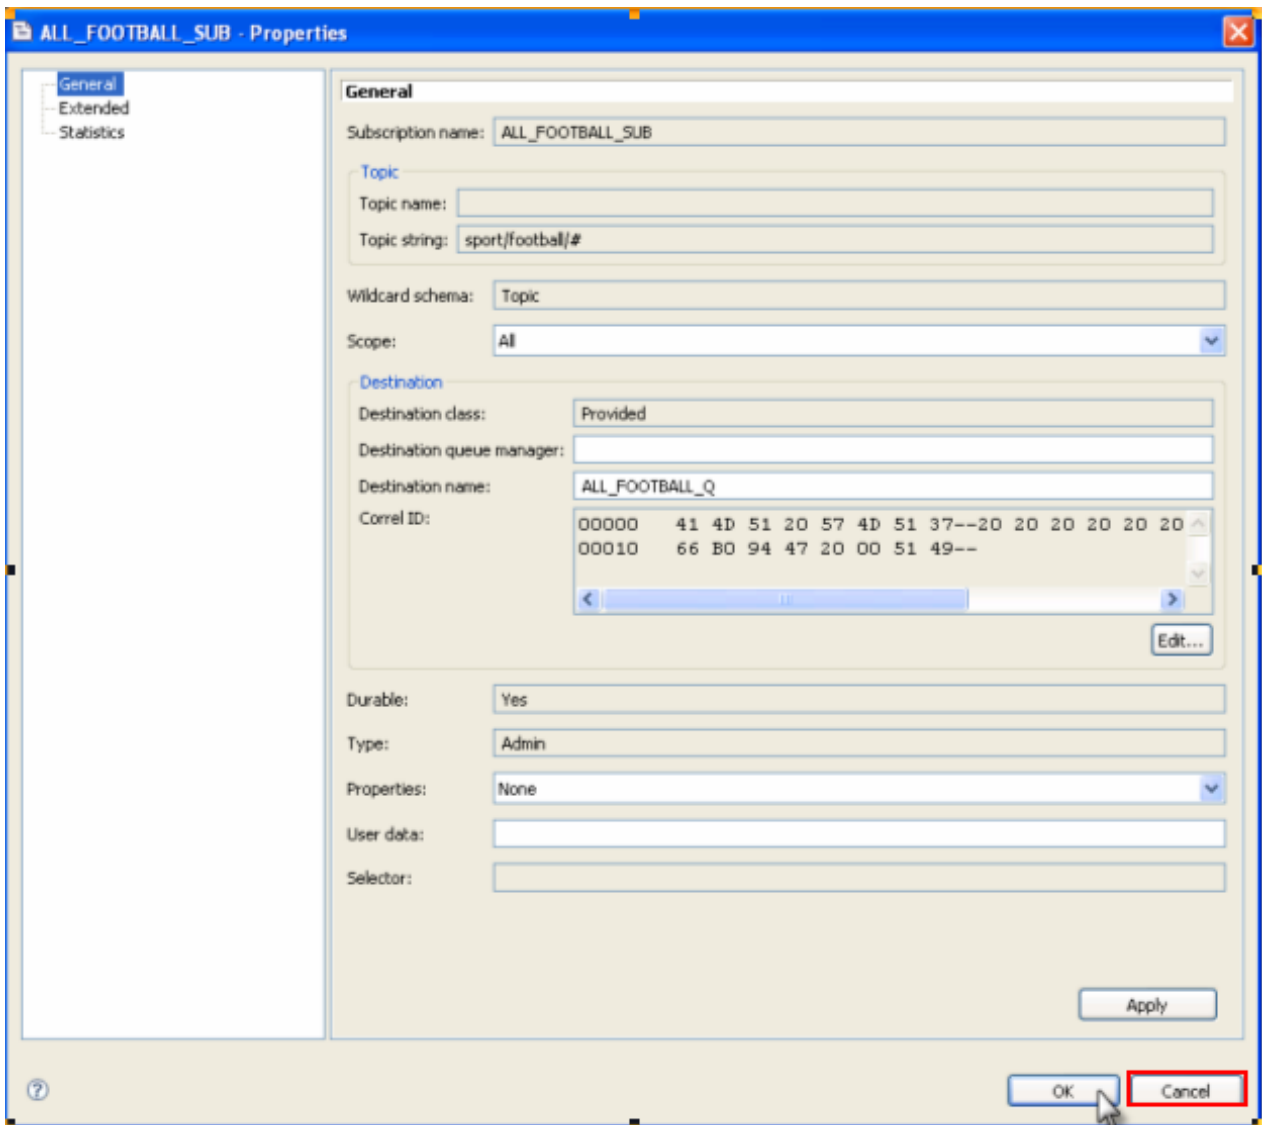 ALL_FOOTBALL_SUB - Properties
General
Extended
Statistics
General
Subscription name: ALL_FOOTBALL_SUB
Topic
Topic name:
Topic string: sport/football/#
Wildcard schema: Topic
Scope: All
Destination
Destination class: Provided
Destination queue manager:
Destination name: ALL_FOOTBALL_Q
Correl ID: 00000 41 4D 51 20 57 4D 51 37--20 20 20 20 20 20
00010 66 B0 94 47 20 00 51 49--
Edit...
Durable: Yes
Type: Admin
Properties: None
User data:
Selector:
Apply
OK Cancel